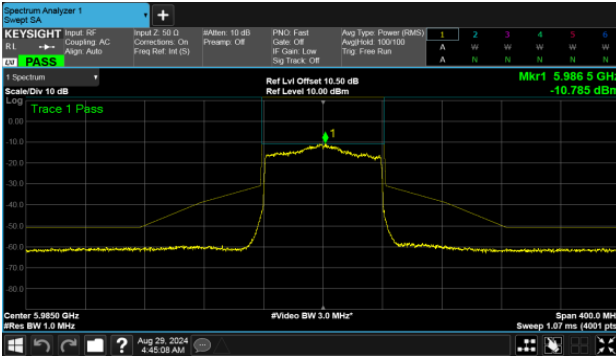 Spectrum Analyzer 1
Swept SA
KEYSIGHT
RL
LXI
PASS
Input: RF
Coupling: AC
Align: Auto
Input Z: 50 Ω
Corrections: On
Freq Ref: Int (S)
#Atten: 10 dB
Preamp: Off
PNO: Fast
Gate: Off
IF Gain: Low
Sig Track: Off
Avg Type: Power (RMS)
Avg|Hold: 100/100
Trig: Free Run
1 2 3 4 5 6
A W W W W W
A N N N N N
1 Spectrum
Scale/Div 10 dB
Ref Lvl Offset 10.50 dB
Ref Level 10.00 dBm
Mkr1 5.986 5 GHz
-10.785 dBm
Log
Trace 1 Pass
1
0.00
-10.0
-20.0
-30.0
-40.0
-50.0
-60.0
-70.0
-80.0
Center 5.9850 GHz
#Res BW 1.0 MHz
#Video BW 3.0 MHz*
Span 400.0 MHz
Sweep 1.07 ms (4001 pts)
Aug 29, 2024
4:45:08 AM